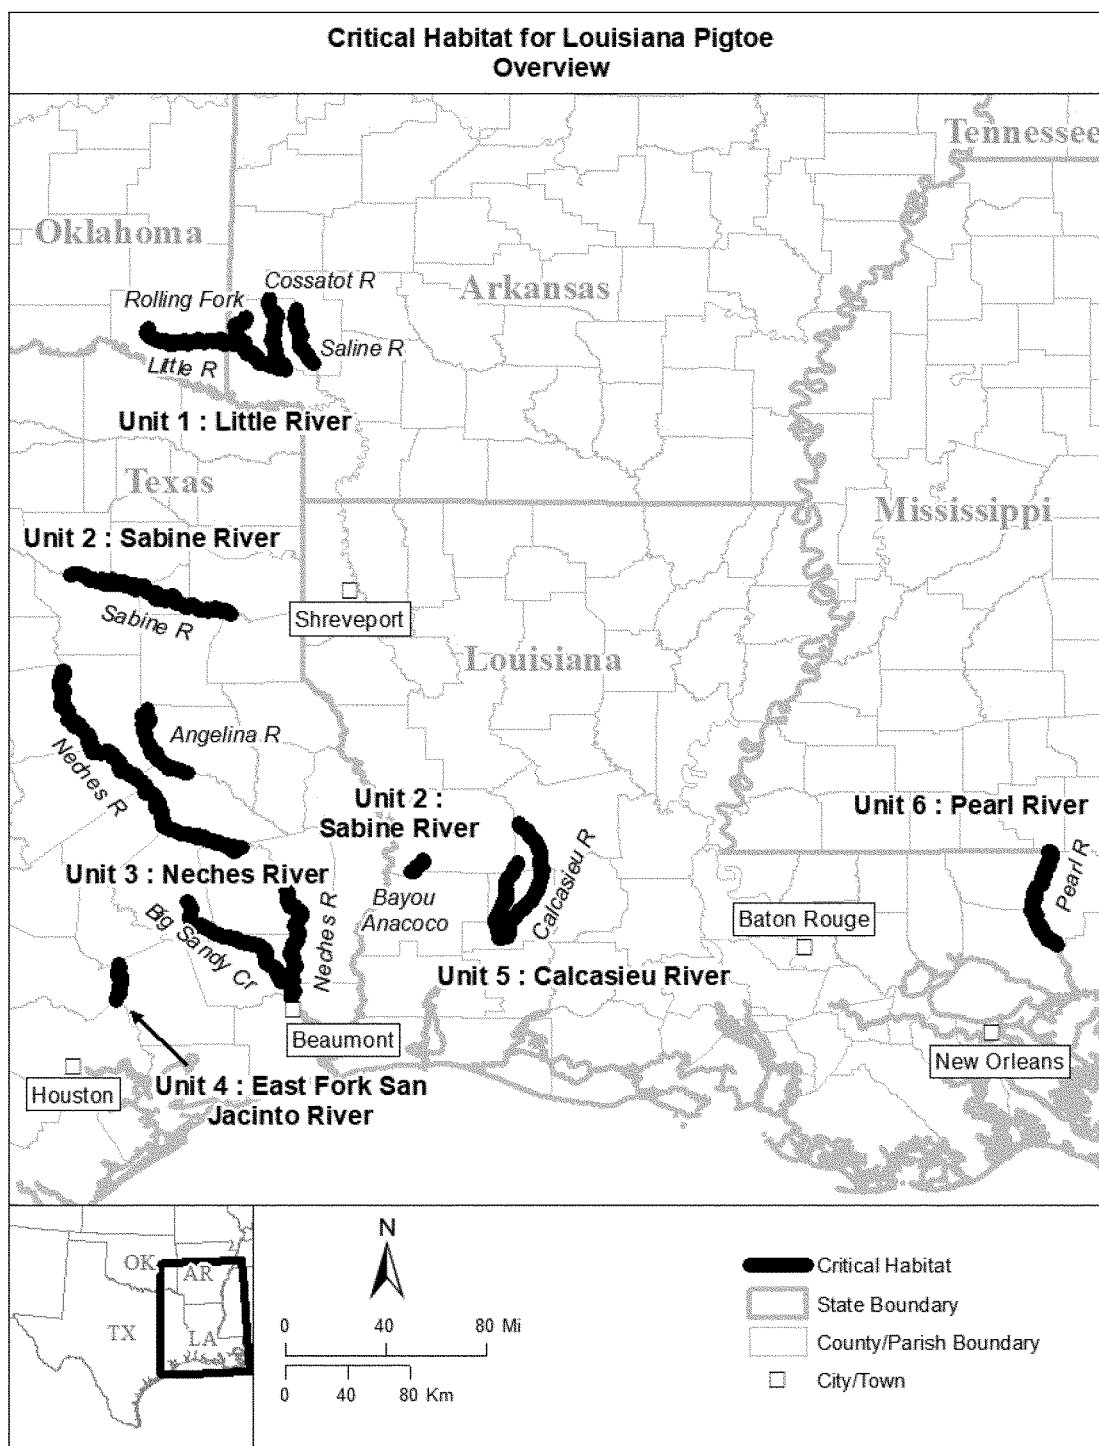 Critical Habitat for Louisiana Pigtoe
Overview
Tennessee
Oklahoma
Cossatot R
Rolling Fork
Arkansas
Saline R
Little R
Unit 1 : Little River
Texas
Mississippi
Unit 2 : Sabine River
Sabine R
Shreveport
Louisiana
Angelina R
Neches R
Unit 2 :
Sabine River
Unit 6 : Pearl River
Calcasieu R
Pearl R
Unit 3 : Neches River
Bayou
Anacoco
Big Sandy Cr
Neches R
Baton Rouge
Unit 5 : Calcasieu River
Beaumont
New Orleans
Houston
Unit 4 : East Fork San
Jacinto River
OK
AR
TX
LA
N
0 40 80 Mi
0 40 80 Km
Critical Habitat
State Boundary
County/Parish Boundary
City/Town